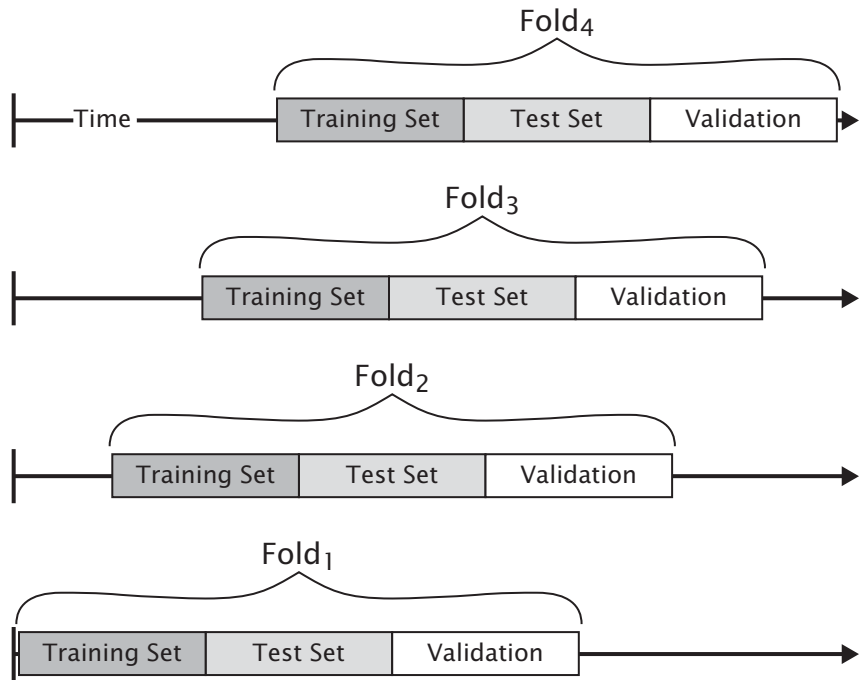 Fold4
Time Training Set Test Set Validation
Fold3
Training Set Test Set Validation
Fold2
Training Set Test Set Validation
Fold1
Training Set Test Set Validation